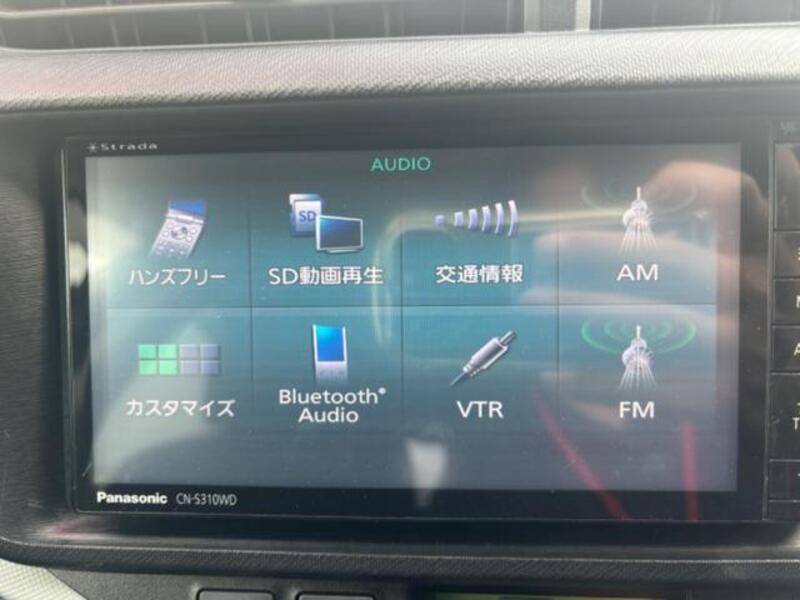 Strada
AUDIO
ハンズフリー
SD
SD動画再生
交通情報
AM
カスタマイズ
Bluetooth®
Audio
VTR
FM
Panasonic CN-S310WD